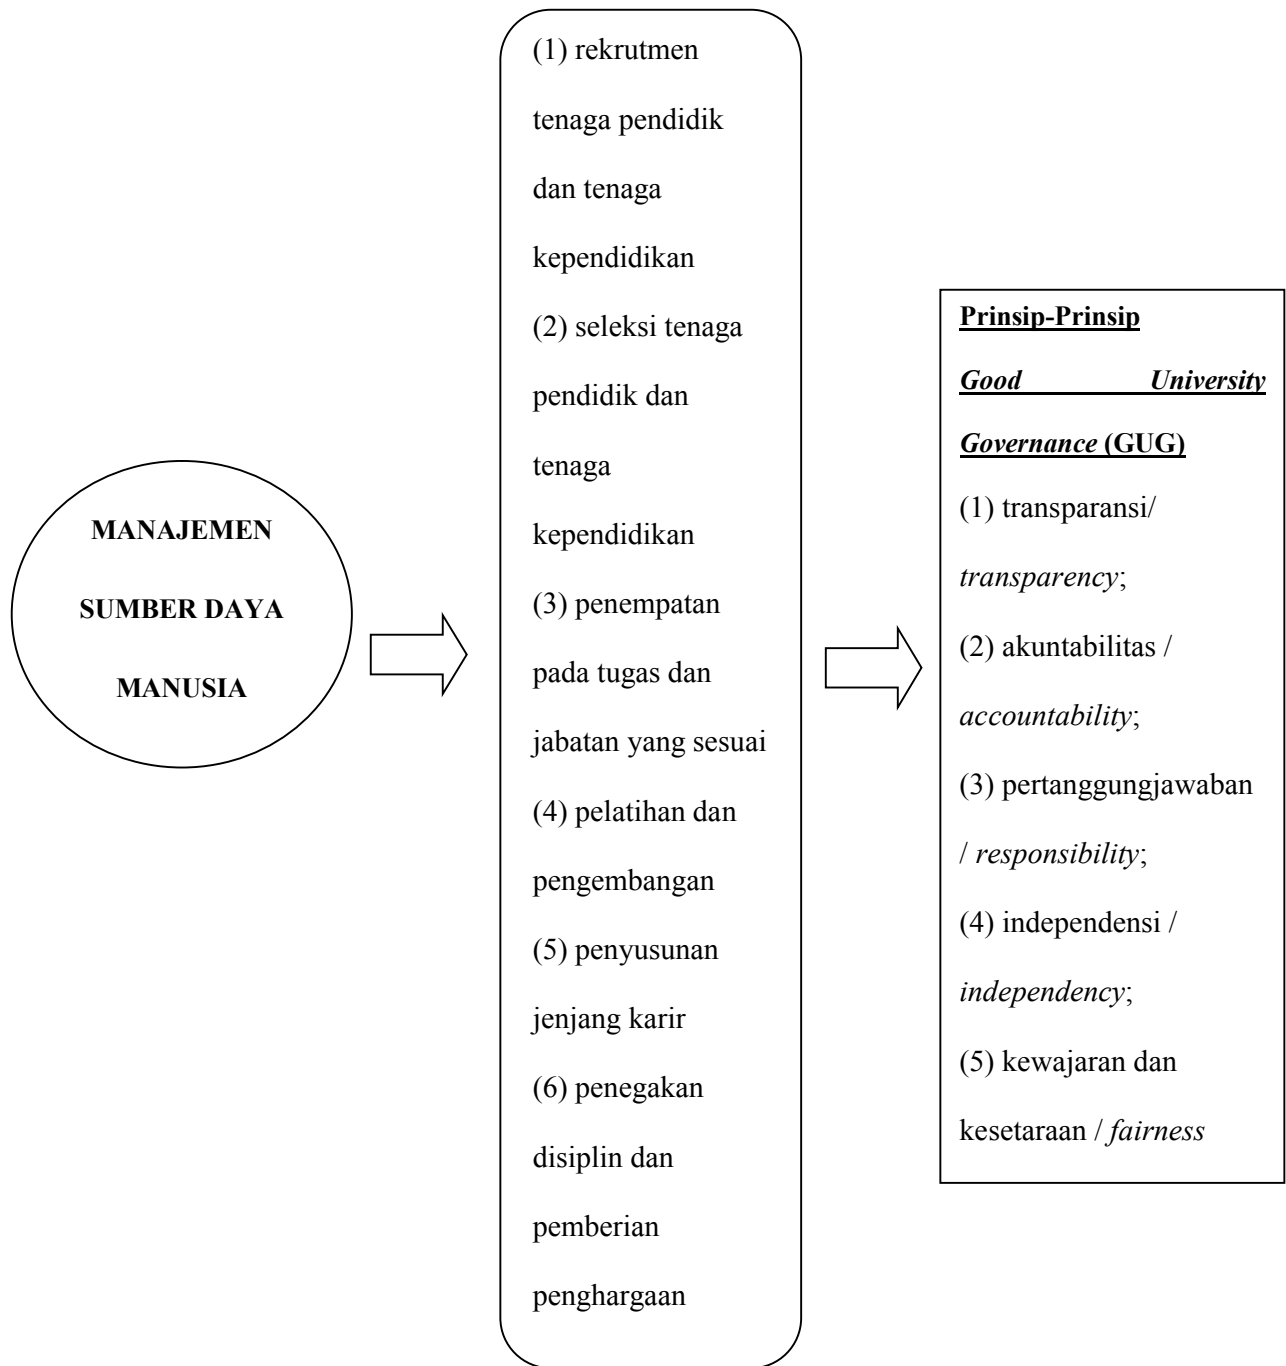 MANAJEMEN
SUMBER DAYA
MANUSIA
(1) rekrutmen
tenaga pendidik
dan tenaga
kependidikan
(2) seleksi tenaga
pendidik dan
tenaga
kependidikan
(3) penempatan
pada tugas dan
jabatan yang sesuai
(4) pelatihan dan
pengembangan
(5) penyusunan
jenjang karir
(6) penegakan
disiplin dan
pemberian
penghargaan
Prinsip-Prinsip
Good University
Governance (GUG)
(1) transparansi/
transparency;
(2) akuntabilitas /
accountability;
(3) pertanggungjawaban
/ responsibility;
(4) independensi /
independency;
(5) kewajaran dan
kesetaraan / fairness